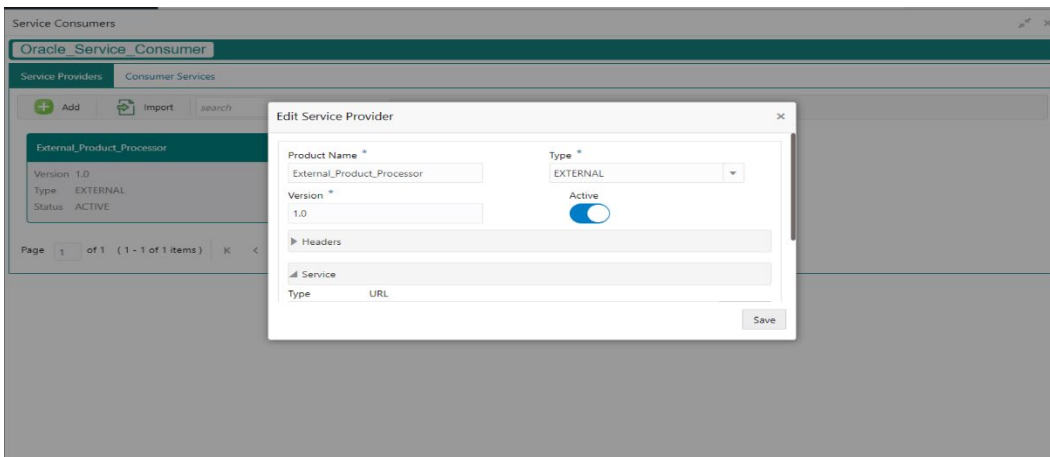 Service Consumers
Oracle_Service_Consumer
Service Providers Consumer Services
Add Import search
External_Product_Processor
Version 1.0
Type EXTERNAL
Status ACTIVE
Page 1 of 1 (1 - 1 of 1 items)
Edit Service Provider
Product Name * Type *
External_Product_Processor EXTERNAL
Version * Active
1.0
Headers
Service
Type URL
Save